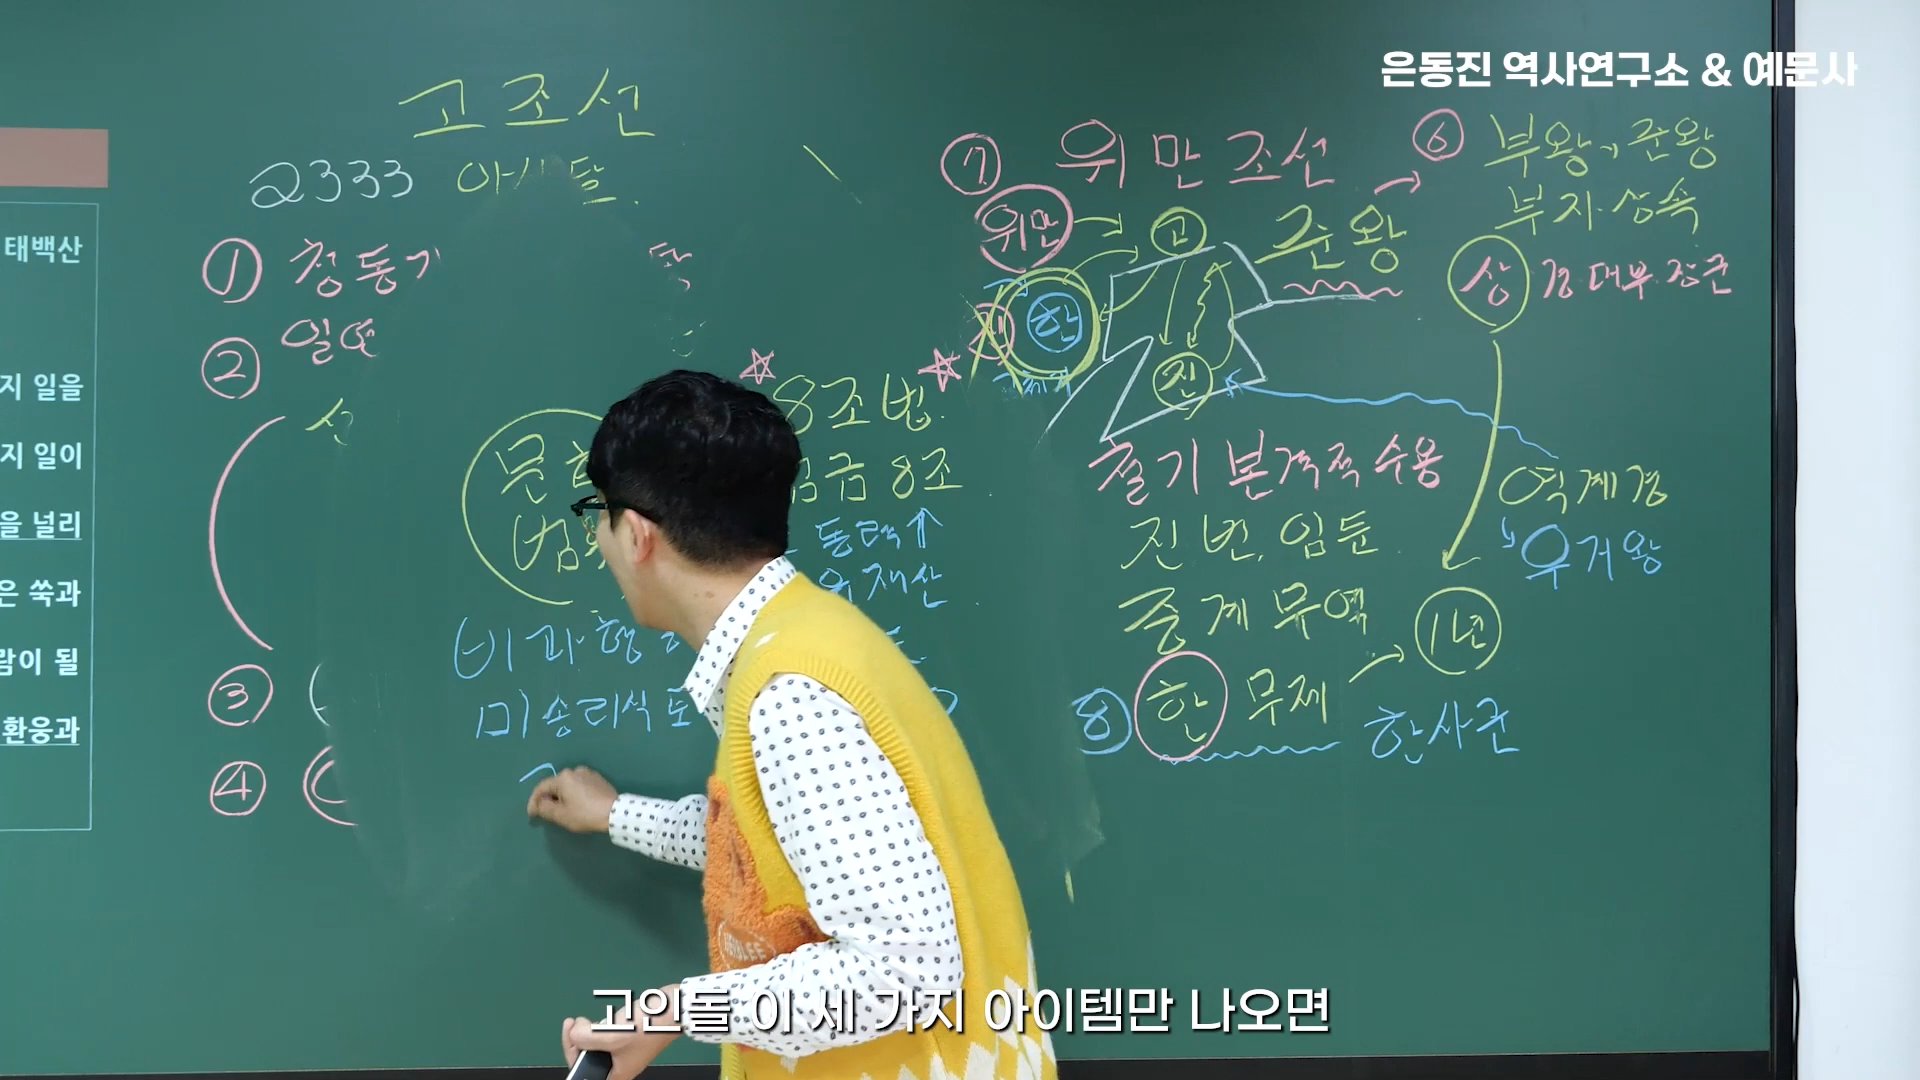 은동진 역사연구소 & 예문사
고조선
2333 아사달.
① 청동기
② 일연
③
④
태백산
지 일을
지 일이
을 널리
은 쑥과
람이 될
환웅과
8조법.
금 8조
동력↑
재산
비파형
미송리식 토
⑦ 위만조선
위만
고
한
진
준왕
철기 본격적 수용
진번, 임둔
중계 무역
⑧ 한 무제 → 1년
한사군
⑥ 부왕, 준왕
부자상속
상 경 대부 장군
역계경
우거왕
고인돌 이 세 가지 아이템만 나오면